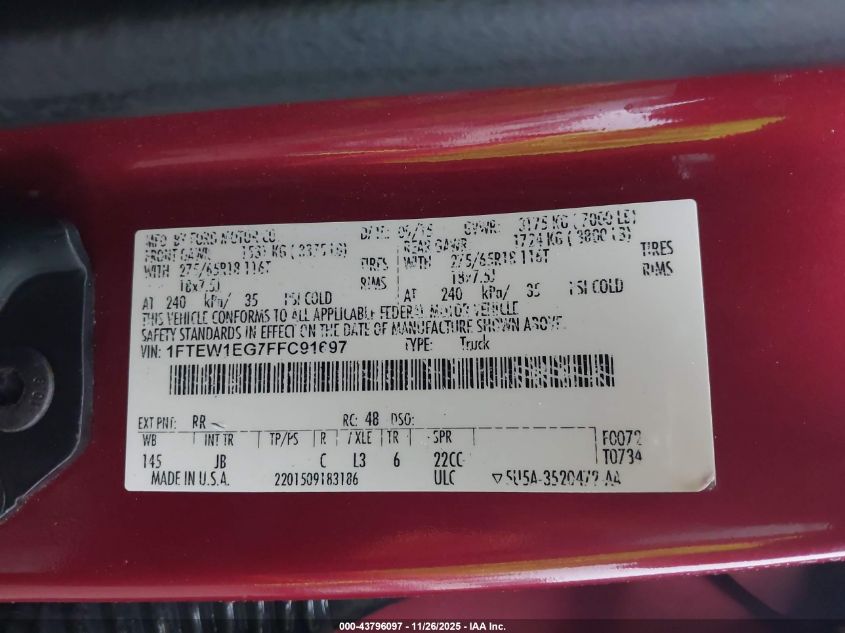 MFD. BY FORD MOTOR CO. DATE: 09/15 GVWR: 3175 KG ( 7000 LB)
FRONT GAWR: 1531 KG ( 3375 LB) REAR GAWR: 1724 KG ( 3800 LB)
WITH 275/65R18 116T TIRES WITH 275/65R18 116T TIRES
18x7.5J RIMS 18x7.5J RIMS
AT 240 kPa/ 35 PSI COLD AT 240 kPa/ 35 PSI COLD
THIS VEHICLE CONFORMS TO ALL APPLICABLE FEDERAL MOTOR VEHICLE
SAFETY STANDARDS IN EFFECT ON THE DATE OF MANUFACTURE SHOWN ABOVE.
VIN: 1FTEW1EG7FFC91697 TYPE: Truck
EXT PNT: RR RC: 48 DSO:
WB INT TR TP/PS R AXLE TR SPR F0072
145 JB C L3 6 22CC T0734
MADE IN U.S.A. 2201509183186 ULC ▽5U5A-3520472-AA
000-43796097 - 11/26/2025 - IAA Inc.